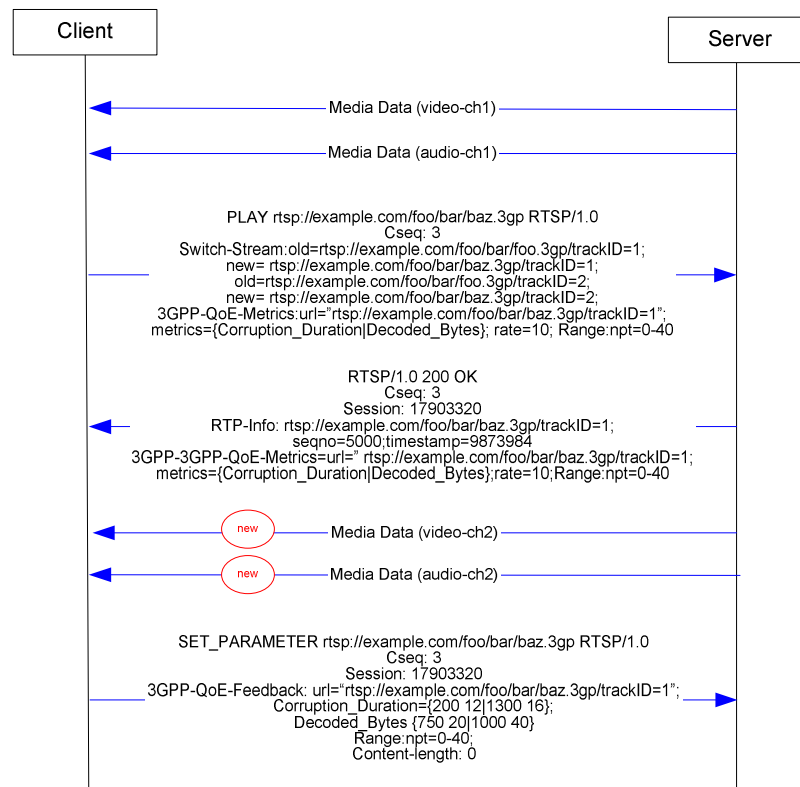 Client
Server
Media Data (video-ch1)
Media Data (audio-ch1)
PLAY rtsp://example.com/foo/bar/baz.3gp RTSP/1.0
Cseq: 3
Switch-Stream:old=rtsp://example.com/foo/bar/foo.3gp/trackID=1;
new= rtsp://example.com/foo/bar/baz.3gp/trackID=1;
old=rtsp://example.com/foo/bar/foo.3gp/trackID=2;
new= rtsp://example.com/foo/bar/baz.3gp/trackID=2;
3GPP-QoE-Metrics:url=”rtsp://example.com/foo/bar/baz.3gp/trackID=1”;
metrics={Corruption_Duration|Decoded_Bytes}; rate=10; Range:npt=0-40
RTSP/1.0 200 OK
Cseq: 3
Session: 17903320
RTP-Info: rtsp://example.com/foo/bar/baz.3gp/trackID=1;
seqno=5000;timestamp=9873984
3GPP-3GPP-QoE-Metrics=url=” rtsp://example.com/foo/bar/baz.3gp/trackID=1;
metrics={Corruption_Duration|Decoded_Bytes};rate=10;Range:npt=0-40
new
Media Data (video-ch2)
new
Media Data (audio-ch2)
SET_PARAMETER rtsp://example.com/foo/bar/baz.3gp RTSP/1.0
Cseq: 3
Session: 17903320
3GPP-QoE-Feedback: url=“rtsp://example.com/foo/bar/baz.3gp/trackID=1”;
Corruption_Duration={200 12|1300 16};
Decoded_Bytes {750 20|1000 40}
Range:npt=0-40;
Content-length: 0